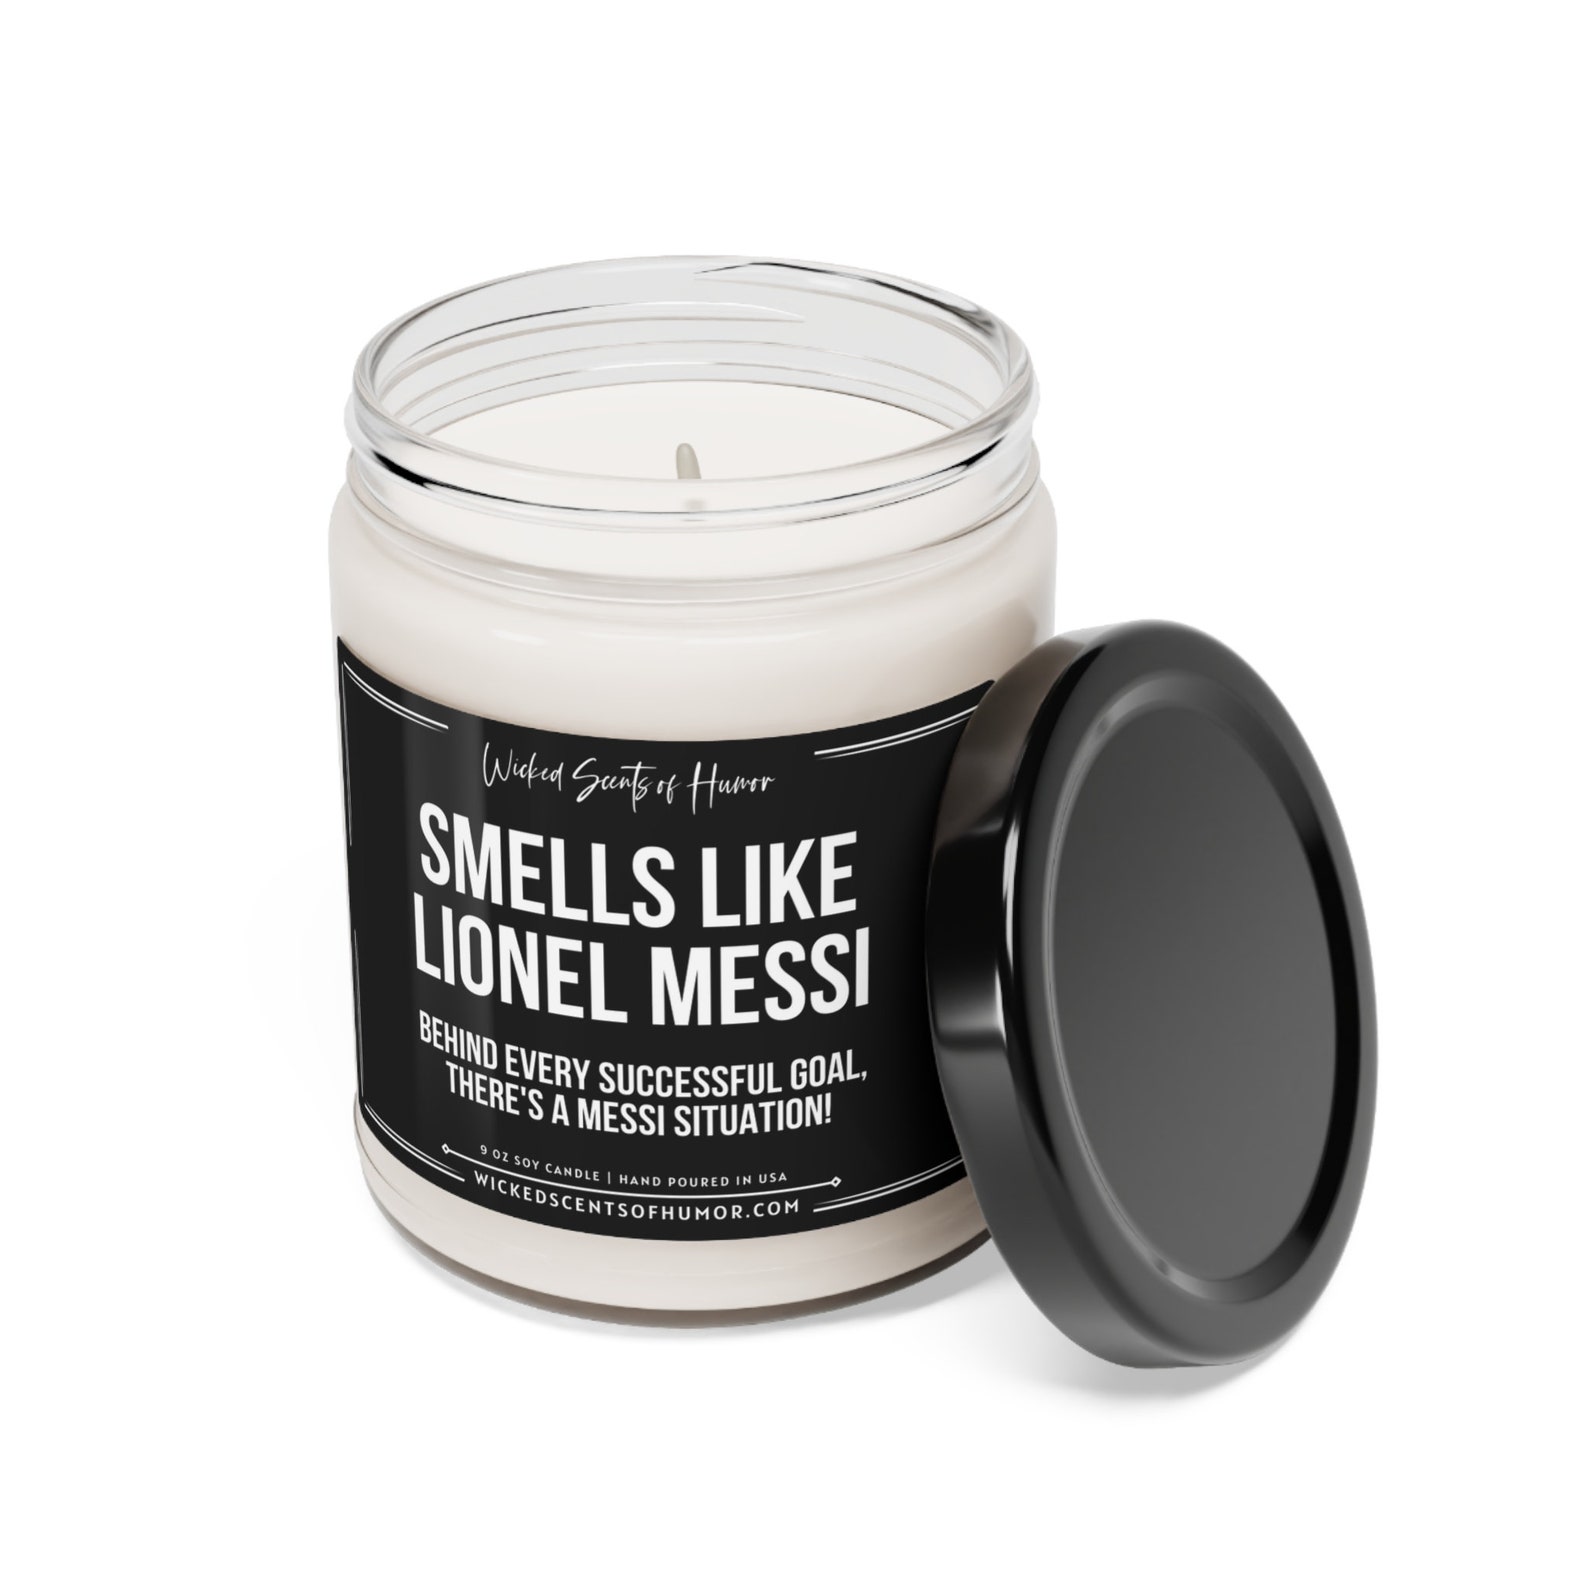 Wicked Scents of Humor
SMELLS LIKE
LIONEL MESSI
BEHIND EVERY SUCCESSFUL GOAL,
THERE'S A MESSI SITUATION!
9 OZ SOY CANDLE | HAND POURED IN USA
WICKEDSCENTSOFHUMOR.COM